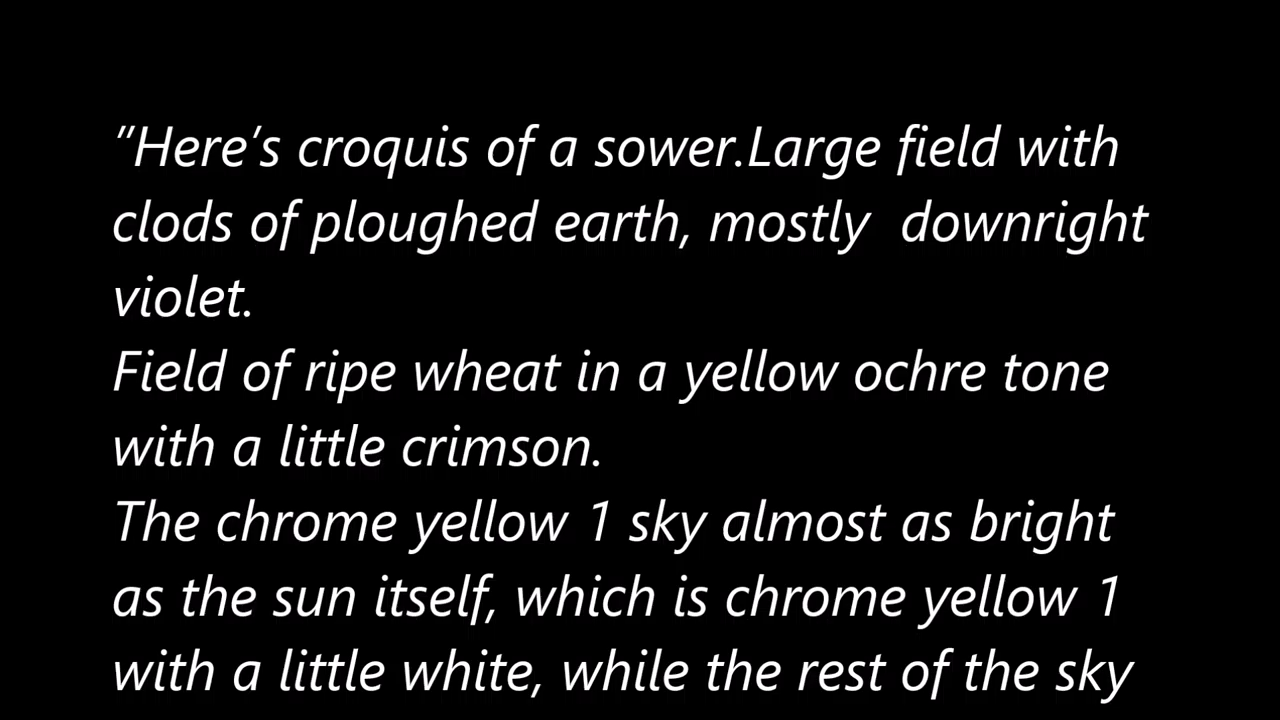 "Here's croquis of a sower.Large field with
clods of ploughed earth, mostly  downright
violet.
Field of ripe wheat in a yellow ochre tone
with a little crimson.
The chrome yellow 1 sky almost as bright
as the sun itself, which is chrome yellow 1
with a little white, while the rest of the sky